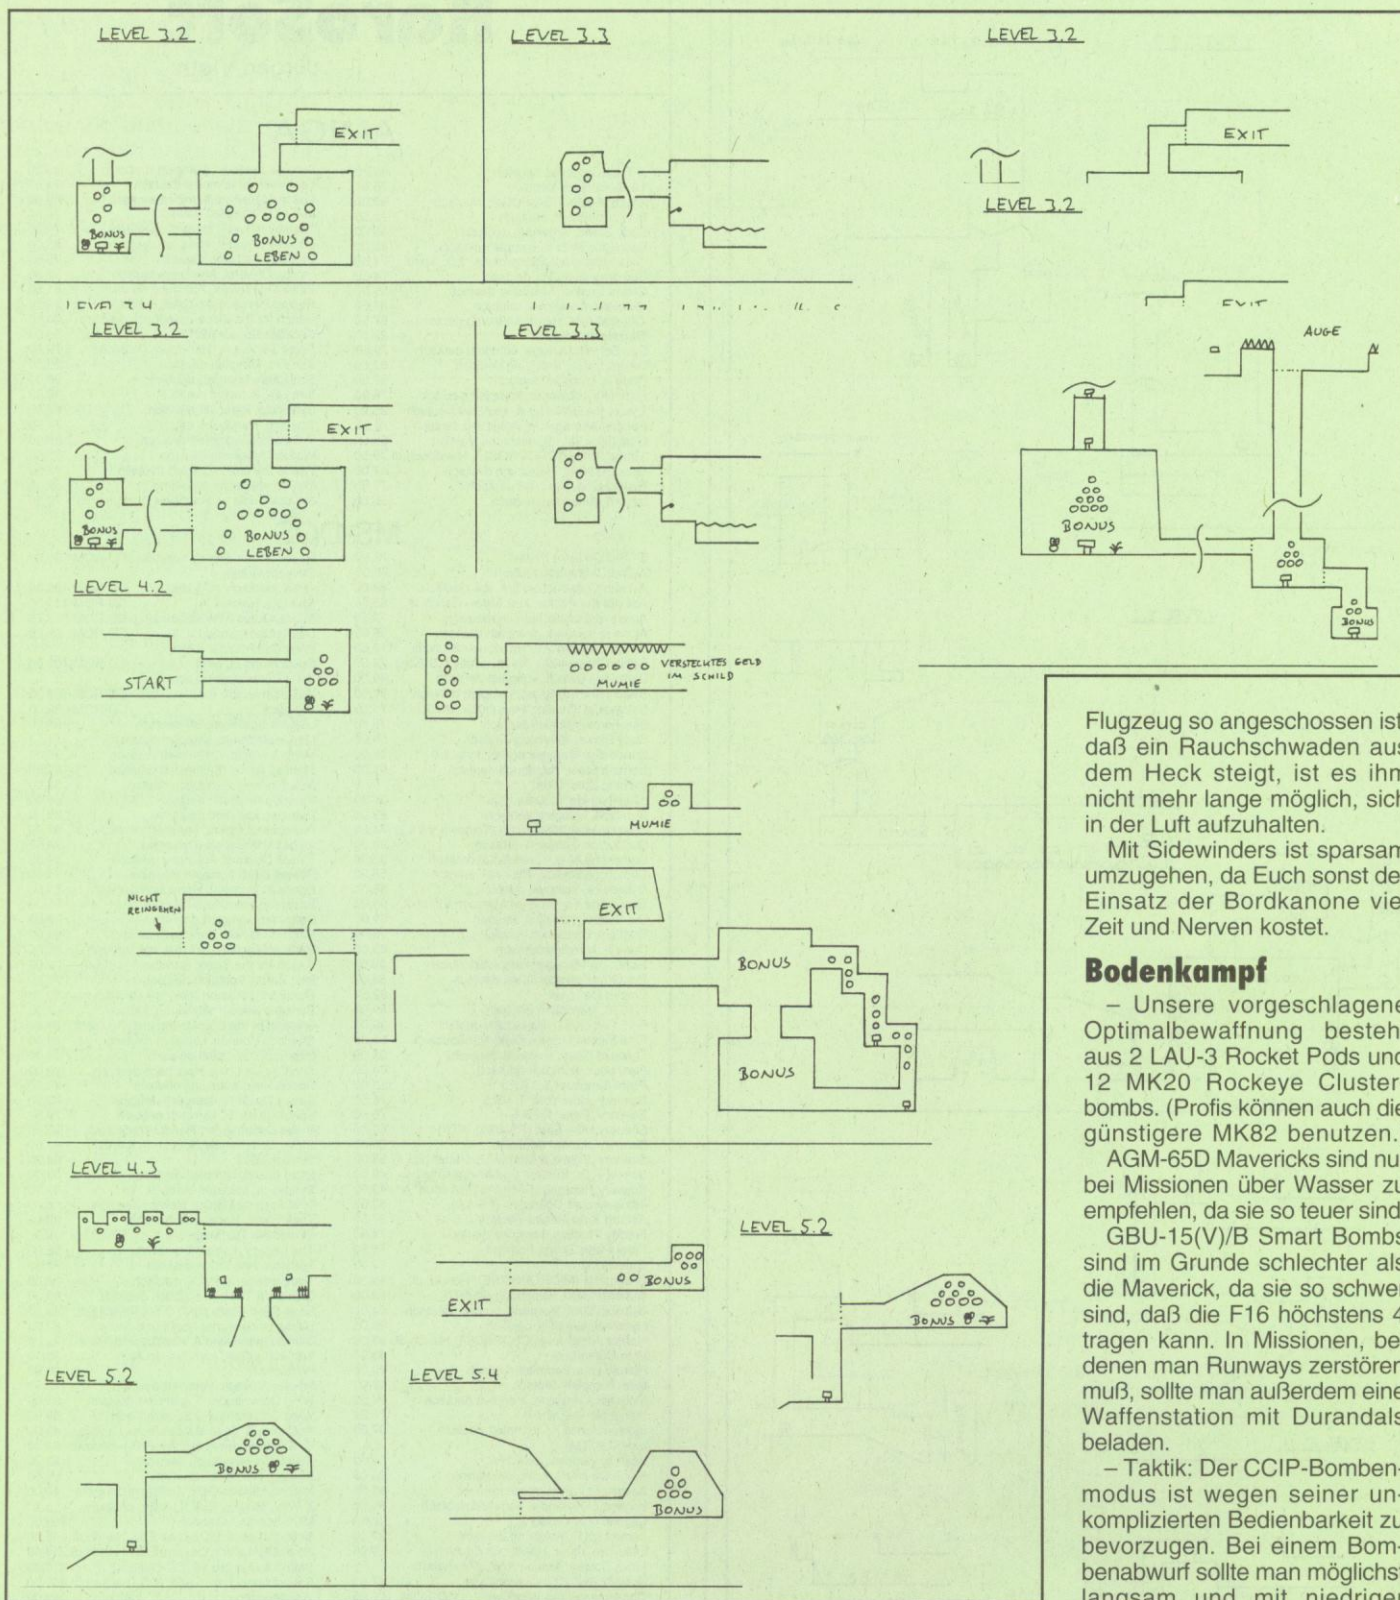 LEVEL 3.2
EXIT
BONUS
BONUS
LEBEN
LEVEL 3.3
LEVEL 3.2
EXIT
LEVEL 3.2
EXIT
LEVEL 3.4
LEVEL 3.2
EXIT
BONUS
BONUS
LEBEN
LEVEL 3.3
AUGE
BONUS
BONUS
LEVEL 4.2
START
VERSTECKTES GELD
IM SCHILD
MUMIE
MUMIE
NICHT
REINGEHEN
EXIT
BONUS
BONUS
LEVEL 4.3
EXIT
BONUS
LEVEL 5.2
BONUS
LEVEL 5.2
BONUS
LEVEL 5.4
BONUS
Flugzeug so angeschossen ist
daß ein Rauchschwaden aus
dem Heck steigt, ist es ihm
nicht mehr lange möglich, sich
in der Luft aufzuhalten.
Mit Sidewinders ist sparsam
umzugehen, da Euch sonst de
Einsatz der Bordkanone vie
Zeit und Nerven kostet.
Bodenkampf
– Unsere vorgeschlagene
Optimalbewaffnung besteh
aus 2 LAU-3 Rocket Pods und
12 MK20 Rockeye Cluster-
bombs. (Profis können auch die
günstigere MK82 benutzen.
AGM-65D Mavericks sind nu
bei Missionen über Wasser zu
empfehlen, da sie so teuer sind
GBU-15(V)/B Smart Bombs
sind im Grunde schlechter als
die Maverick, da sie so schwer
sind, daß die F16 höchstens 4
tragen kann. In Missionen, be
denen man Runways zerstören
muß, sollte man außerdem eine
Waffenstation mit Durandals
beladen.
– Taktik: Der CCIP-Bomben-
modus ist wegen seiner un-
komplizierten Bedienbarkeit zu
bevorzugen. Bei einem Bom-
benabwurf sollte man möglichst
langsam und mit niedriger